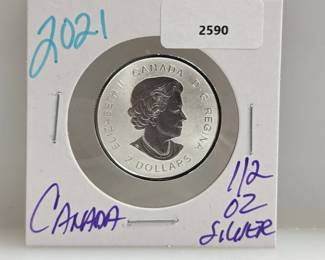 2590
2021
ELIZABETH II CANADA D·G·REGINA
2 DOLLARS
CANADA
1/2
OZ
SILVER